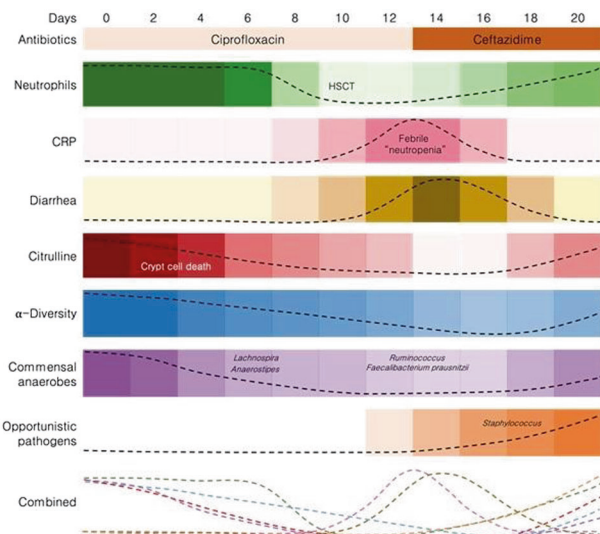 Days 0 2 4 6 8 10 12 14 16 18 20
Antibiotics Ciprofloxacin Ceftazidime
Neutrophils HSCT
CRP Febrile
"neutropenia"
Diarrhea
Citrulline Crypt cell death
α-Diversity
Commensal
anaerobes
Lachnospira
Anaerostipes
Ruminococcus
Faecalibacterium prausnitzii
Opportunistic
pathogens
Staphylococcus
Combined